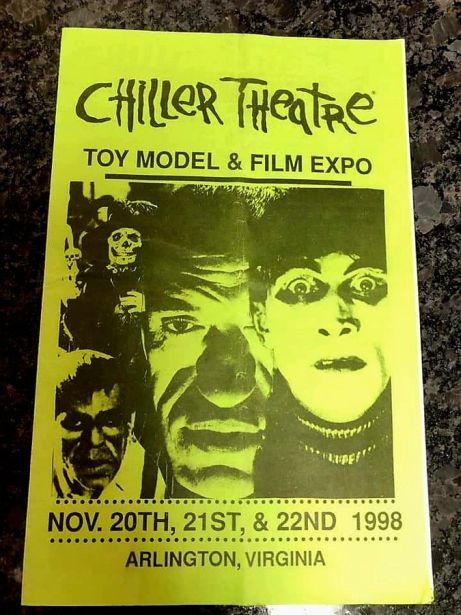 CHiLLER THeatRe
TOY MODEL & FILM EXPO
NOV. 20TH, 21ST, & 22ND 1998
ARLINGTON, VIRGINIA